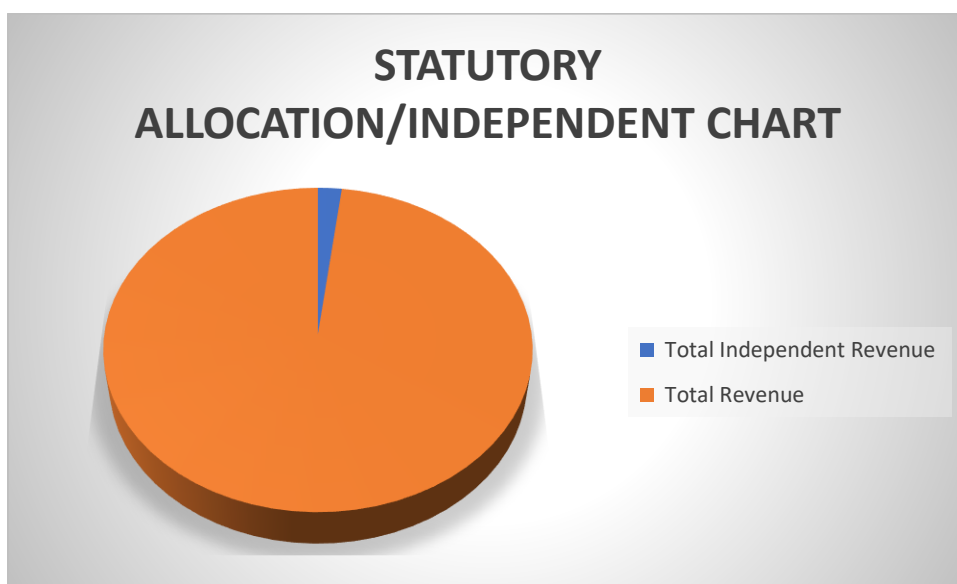 STATUTORY
ALLOCATION/INDEPENDENT CHART
Total Independent Revenue
Total Revenue